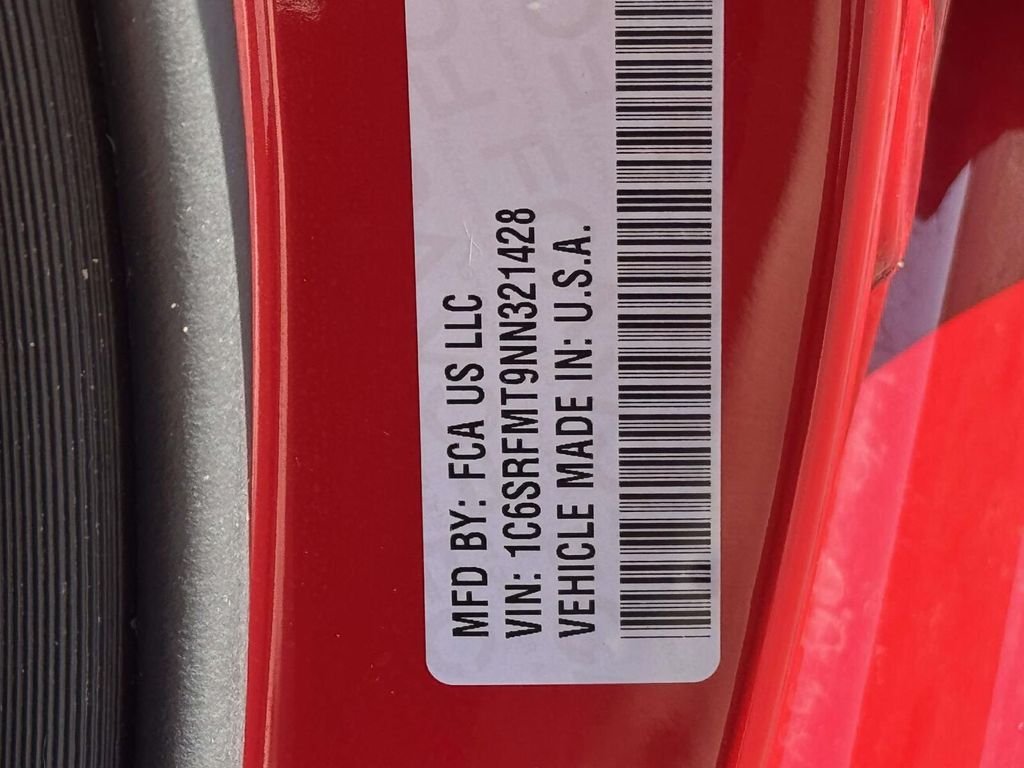 MFD BY: FCA US LLC
VIN: 1C6SRFMT9NN321428
VEHICLE MADE IN: U.S.A.